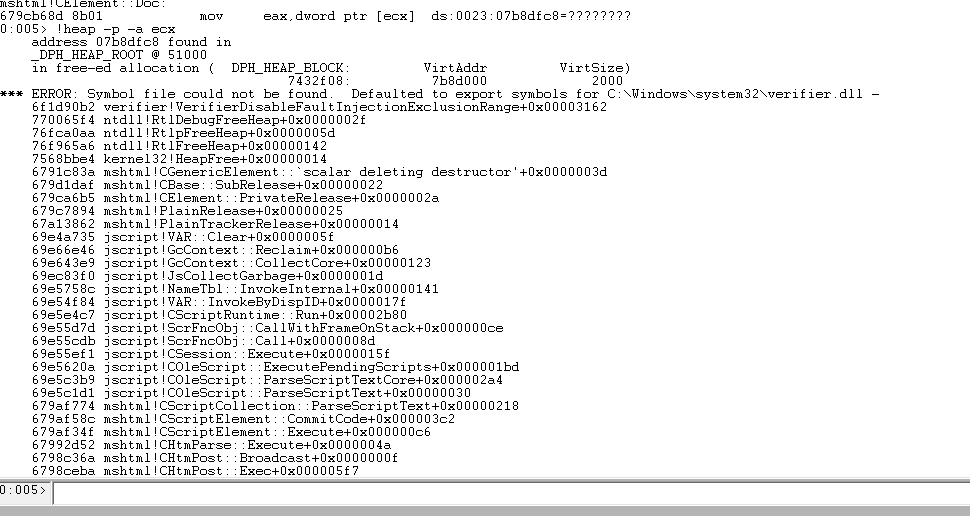 mshtml!CElement::Doc:
679cb68d 8b01 mov eax,dword ptr [ecx] ds:0023:07b8dfc8=????????
0:005> !heap -p -a ecx
address 07b8dfc8 found in
_DPH_HEAP_ROOT @ 51000
in free-ed allocation ( DPH_HEAP_BLOCK: VirtAddr VirtSize)
7432f08: 7b8d000 2000
*** ERROR: Symbol file could not be found. Defaulted to export symbols for C:\Windows\system32\verifier.dll -
6f1d90b2 verifier!VerifierDisableFaultInjectionExclusionRange+0x00003162
770065f4 ntdll!RtlDebugFreeHeap+0x0000002f
76fca0aa ntdll!RtlpFreeHeap+0x0000005d
76f965a6 ntdll!RtlFreeHeap+0x00000142
7568bbe4 kernel32!HeapFree+0x00000014
6791c83a mshtml!CGenericElement::`scalar deleting destructor'+0x0000003d
679d1daf mshtml!CBase::SubRelease+0x00000022
679ca6b5 mshtml!CElement::PrivateRelease+0x0000002a
679c7894 mshtml!PlainRelease+0x00000025
67a13862 mshtml!PlainTrackerRelease+0x00000014
69e4a735 jscript!VAR::Clear+0x0000005f
69e66e46 jscript!GcContext::Reclaim+0x000000b6
69e643e9 jscript!GcContext::CollectCore+0x00000123
69ec83f0 jscript!JsCollectGarbage+0x0000001d
69e5758c jscript!NameTbl::InvokeInternal+0x00000141
69e54f84 jscript!VAR::InvokeByDispID+0x0000017f
69e5e4c7 jscript!CScriptRuntime::Run+0x00002b80
69e55d7d jscript!ScrFncObj::CallWithFrameOnStack+0x000000ce
69e55cdb jscript!ScrFncObj::Call+0x0000008d
69e55ef1 jscript!CSession::Execute+0x0000015f
69e5620a jscript!COleScript::ExecutePendingScripts+0x000001bd
69e5c3b9 jscript!COleScript::ParseScriptTextCore+0x000002a4
69e5c1d1 jscript!COleScript::ParseScriptText+0x00000030
679af774 mshtml!CScriptCollection::ParseScriptText+0x00000218
679af58c mshtml!CScriptElement::CommitCode+0x000003c2
679af34f mshtml!CScriptElement::Execute+0x000000c6
67992d52 mshtml!CHtmParse::Execute+0x0000004a
6798c36a mshtml!CHtmPost::Broadcast+0x0000000f
6798ceba mshtml!CHtmPost::Exec+0x000005f7
0:005>